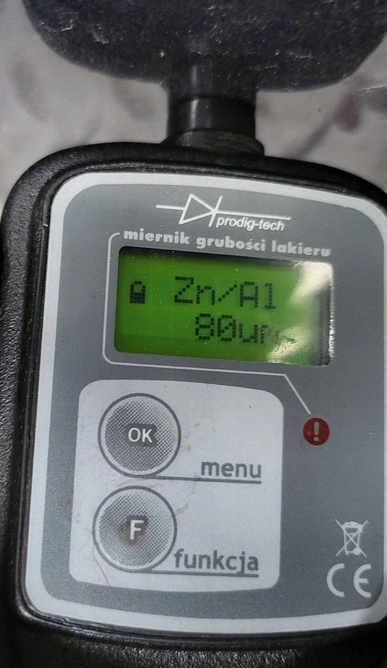 prodig-tech
miernik grubości lakieru
Zn/Al
80um
!
OK
menu
F
funkcja
CE